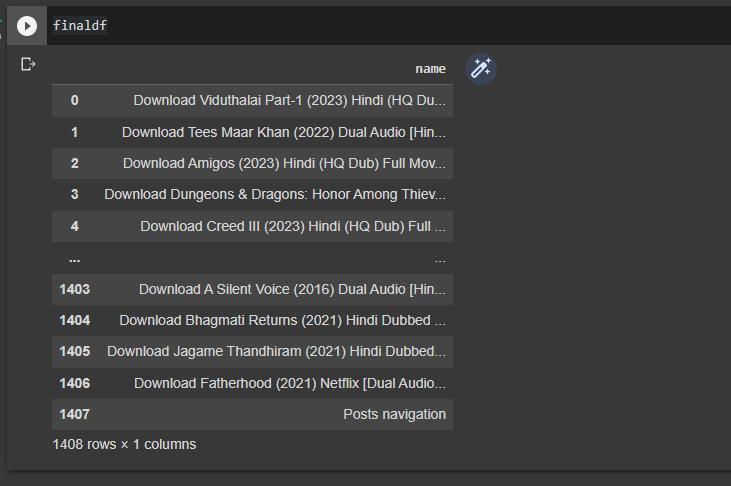 finaldf
name
0 Download Viduthalai Part-1 (2023) Hindi (HQ Du...
1 Download Tees Maar Khan (2022) Dual Audio [Hin...
2 Download Amigos (2023) Hindi (HQ Dub) Full Mov...
3 Download Dungeons & Dragons: Honor Among Thiev...
4 Download Creed III (2023) Hindi (HQ Dub) Full ...
... ...
1403 Download A Silent Voice (2016) Dual Audio [Hin...
1404 Download Bhagmati Returns (2021) Hindi Dubbed ...
1405 Download Jagame Thandhiram (2021) Hindi Dubbed...
1406 Download Fatherhood (2021) Netflix [Dual Audio...
1407 Posts navigation
1408 rows × 1 columns